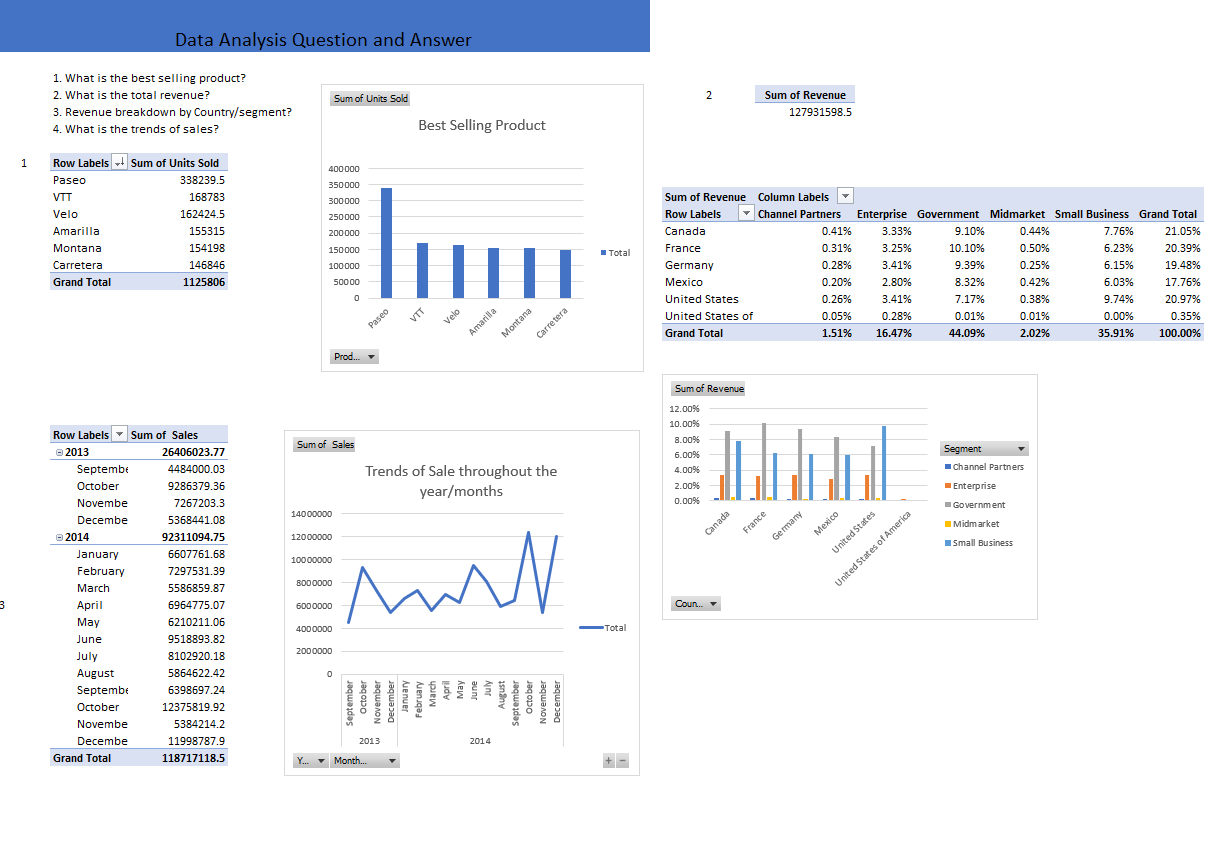 Data Analysis Question and Answer
1. What is the best selling product?
2. What is the total revenue?
3. Revenue breakdown by Country/segment?
4. What is the trends of sales?
1
Row Labels Sum of Units Sold
Paseo 338239.5
VTT 168783
Velo 162424.5
Amarilla 155315
Montana 154198
Carretera 146846
Grand Total 1125806
Sum of Units Sold
Best Selling Product
400000
350000
300000
250000
200000
150000
100000
50000
0
Paseo VTT Velo Amarilla Montana Carretera
Total
Prod...
2
Sum of Revenue
127931598.5
Sum of Revenue Column Labels
Row Labels Channel Partners Enterprise Government Midmarket Small Business Grand Total
Canada 0.41% 3.33% 9.10% 0.44% 7.76% 21.05%
France 0.31% 3.25% 10.10% 0.50% 6.23% 20.39%
Germany 0.28% 3.41% 9.39% 0.25% 6.15% 19.48%
Mexico 0.20% 2.80% 8.32% 0.42% 6.03% 17.76%
United States 0.26% 3.41% 7.17% 0.38% 9.74% 20.97%
United States of 0.05% 0.28% 0.01% 0.01% 0.00% 0.35%
Grand Total 1.51% 16.47% 44.09% 2.02% 35.91% 100.00%
Sum of Revenue
12.00%
10.00%
8.00%
6.00%
4.00%
2.00%
0.00%
Canada France Germany Mexico United States United States of America
Segment
Channel Partners
Enterprise
Government
Midmarket
Small Business
Coun...
3
Row Labels Sum of Sales
2013 26406023.77
Septembe 4484000.03
October 9286379.36
Novembe 7267203.3
Decembe 5368441.08
2014 92311094.75
January 6607761.68
February 7297531.39
March 5586859.87
April 6964775.07
May 6210211.06
June 9518893.82
July 8102920.18
August 5864622.42
Septembe 6398697.24
October 12375819.92
Novembe 5384214.2
Decembe 11998787.9
Grand Total 118717118.5
Sum of Sales
Trends of Sale throughout the
year/months
14000000
12000000
10000000
8000000
6000000
4000000
2000000
0
September October November December January February March April May June July August September October November December
2013 2014
Total
Y... Month...